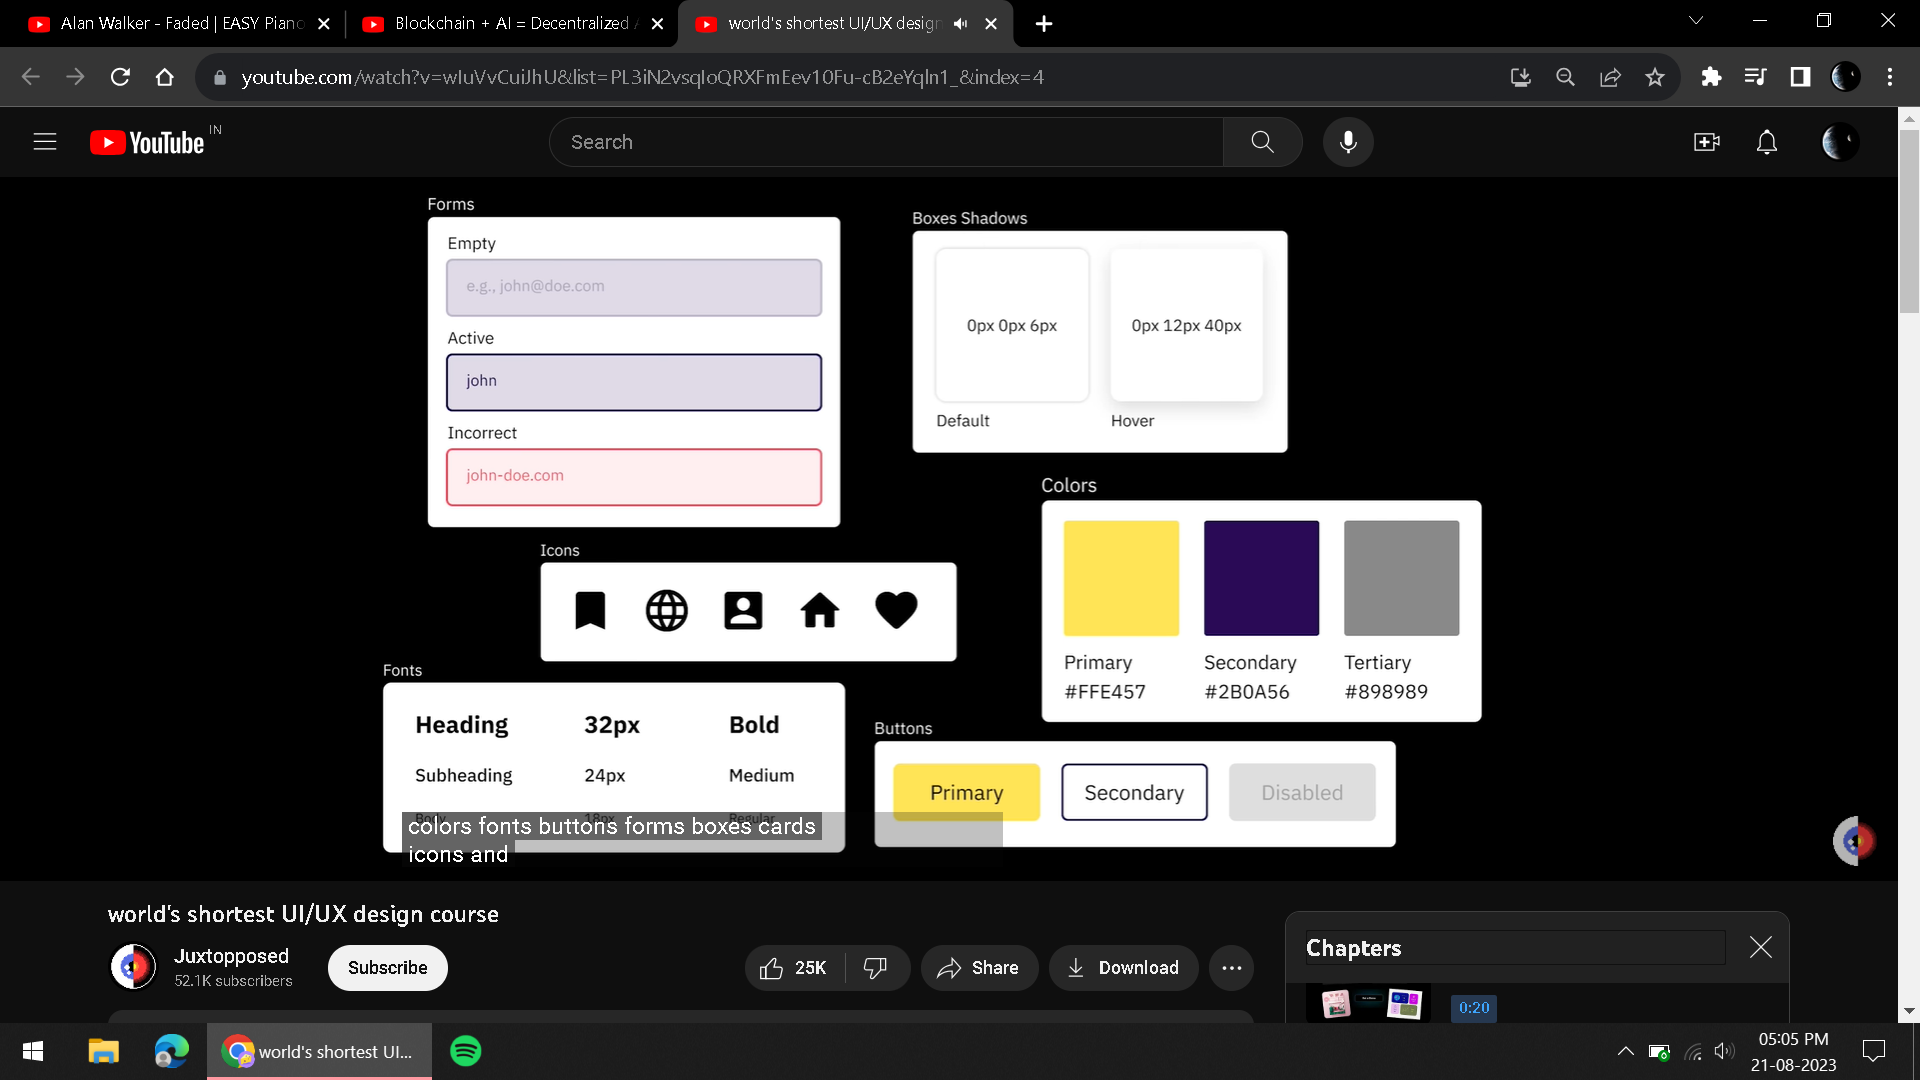 Alan Walker - Faded | EASY Piano
Blockchain + AI = Decentralized
world's shortest UI/UX design
youtube.com/watch?v=wIuVvCuiJhU&list=PL3iN2vsqIoQRXFmEev10Fu-cB2eYqln1_&index=4
YouTube IN
Search
Forms
Empty
e.g., john@doe.com
Active
john
Incorrect
john-doe.com
Boxes Shadows
0px 0px 6px
0px 12px 40px
Default
Hover
Colors
Primary
#FFE457
Secondary
#2B0A56
Tertiary
#898989
Icons
Fonts
Heading 32px Bold
Subheading 24px Medium
Body 18px Regular
Buttons
Primary
Secondary
Disabled
colors fonts buttons forms boxes cards
icons and
world's shortest UI/UX design course
Juxtopposed
52.1K subscribers
Subscribe
25K
Share
Download
Chapters
0:20
world's shortest UI...
05:05 PM
21-08-2023